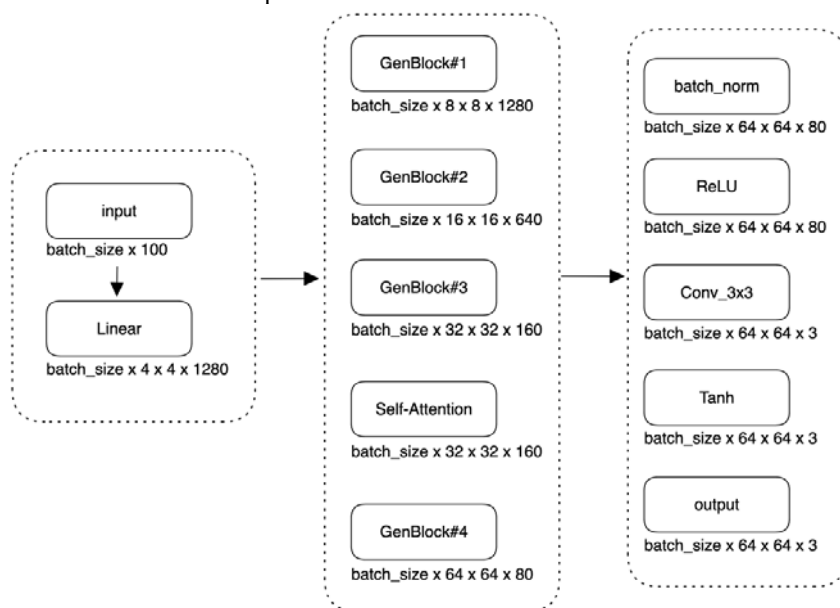 input
batch_size x 100
Linear
batch_size x 4 x 4 x 1280
GenBlock#1
batch_size x 8 x 8 x 1280
GenBlock#2
batch_size x 16 x 16 x 640
GenBlock#3
batch_size x 32 x 32 x 160
Self-Attention
batch_size x 32 x 32 x 160
GenBlock#4
batch_size x 64 x 64 x 80
batch_norm
batch_size x 64 x 64 x 80
ReLU
batch_size x 64 x 64 x 80
Conv_3x3
batch_size x 64 x 64 x 3
Tanh
batch_size x 64 x 64 x 3
output
batch_size x 64 x 64 x 3